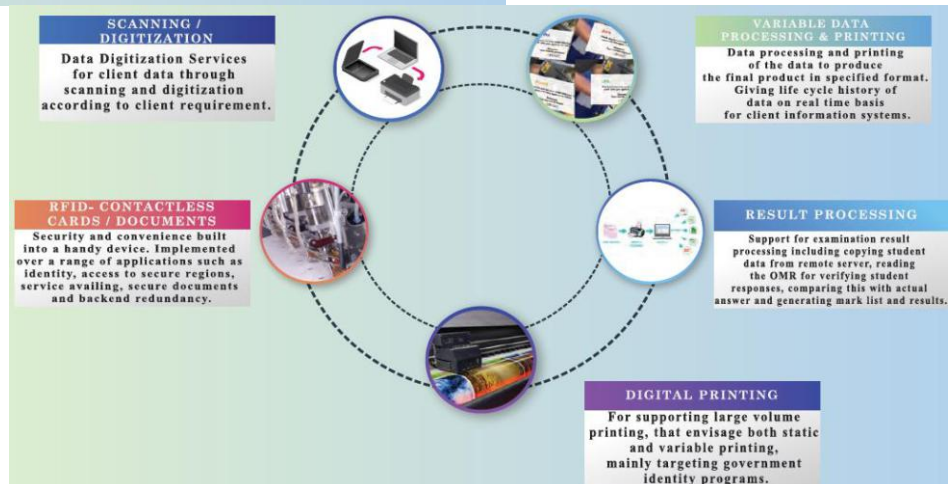 SCANNING /
DIGITIZATION
Data Digitization Services
for client data through
scanning and digitization
according to client requirement.
VARIABLE DATA
PROCESSING & PRINTING
Data processing and printing
of the data to produce
the final product in specified format.
Giving life cycle history of
data on real time basis
for client information systems.
RFID- CONTACTLESS
CARDS / DOCUMENTS
Security and convenience built
into a handy device. Implemented
over a range of applications such as
identity, access to secure regions,
service availing, secure documents
and backend redundancy.
RESULT PROCESSING
Support for examination result
processing including copying student
data from remote server, reading
the OMR for verifying student
responses, comparing this with actual
answer and generating mark list and results.
DIGITAL PRINTING
For supporting large volume
printing, that envisage both static
and variable printing,
mainly targeting government
identity programs.